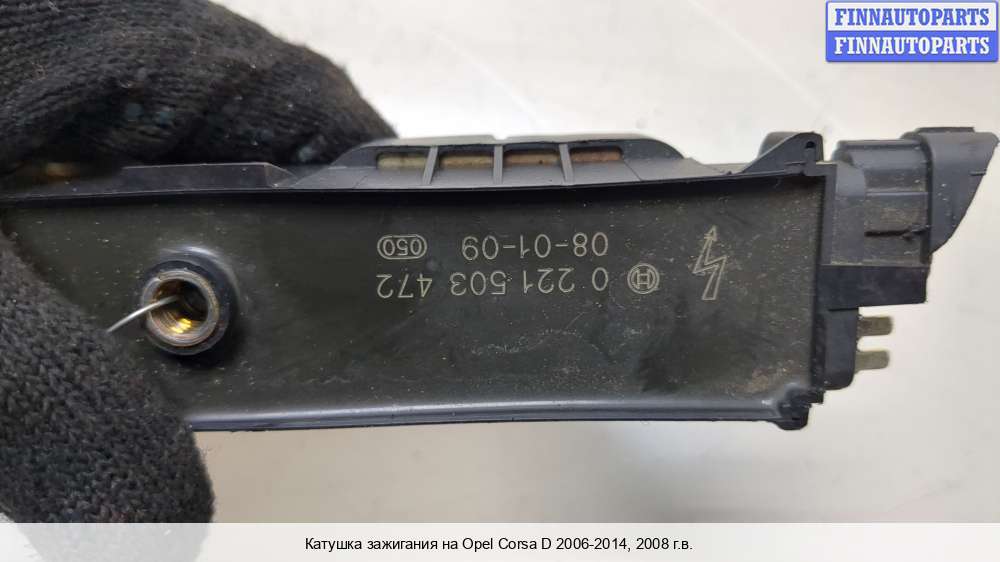 FINNAUTOPARTS
FINNAUTOPARTS
0 221 503 472
08-01-09 050
Катушка зажигания на Opel Corsa D 2006-2014, 2008 г.в.